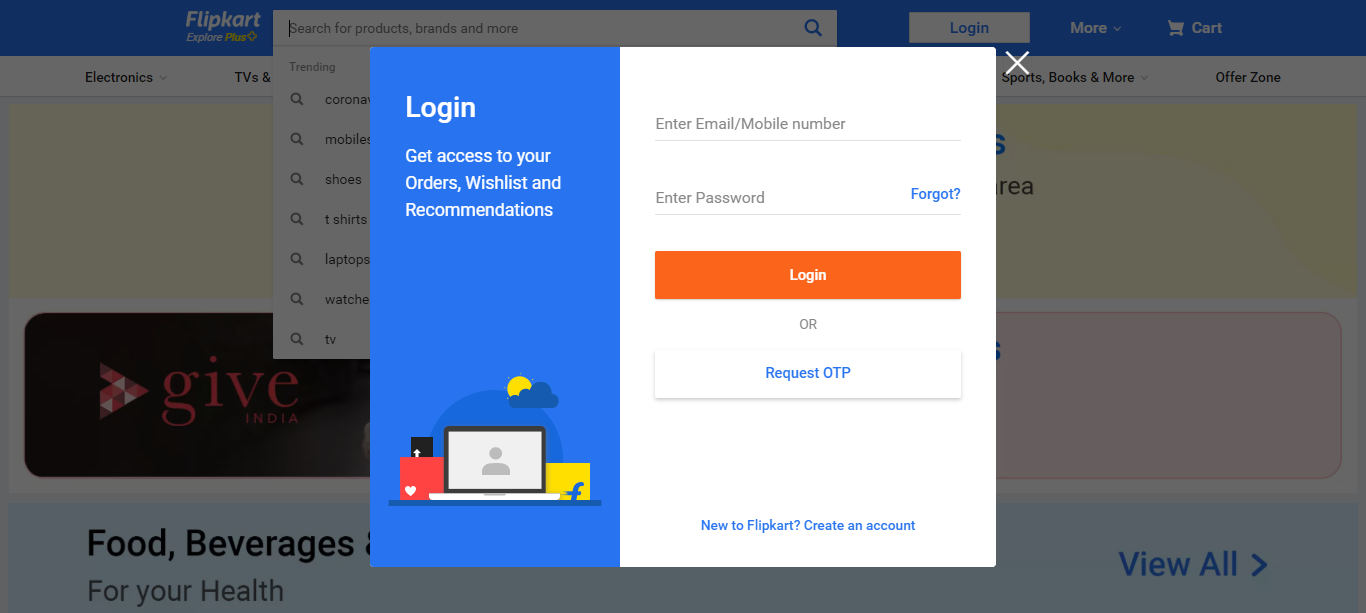 Flipkart
Explore Plus
Search for products, brands and more
Login
More
Cart
Electronics
TVs &
Sports, Books & More
Offer Zone
Trending
mobiles
shoes
t shirts
laptops
tv
Login
Get access to your
Orders, Wishlist and
Recommendations
Enter Email/Mobile number
Enter Password
Forgot?
Login
OR
Request OTP
New to Flipkart? Create an account
give
INDIA
Food, Beverages &
For your Health
View All